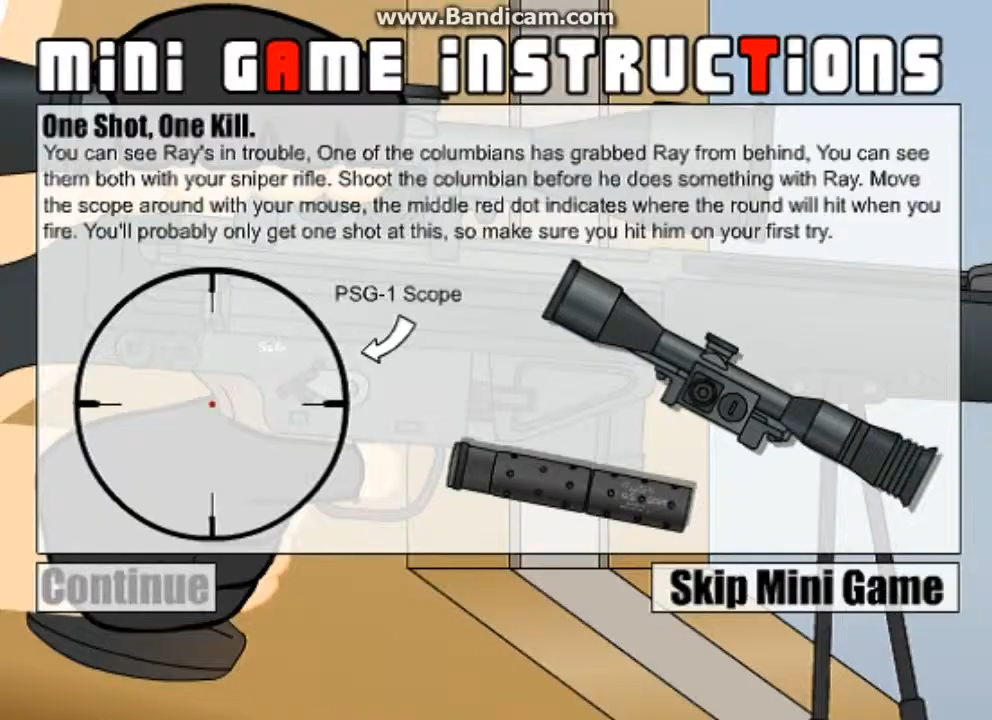 www.Bandicam.com
MiNi GAME iNSTRUCTiONS
One Shot, One Kill.
You can see Ray's in trouble, One of the columbians has grabbed Ray from behind, You can see
them both with your sniper rifle. Shoot the columbian before he does something with Ray. Move
the scope around with your mouse, the middle red dot indicates where the round will hit when you
fire. You'll probably only get one shot at this, so make sure you hit him on your first try.
PSG-1 Scope
Continue
Skip Mini Game